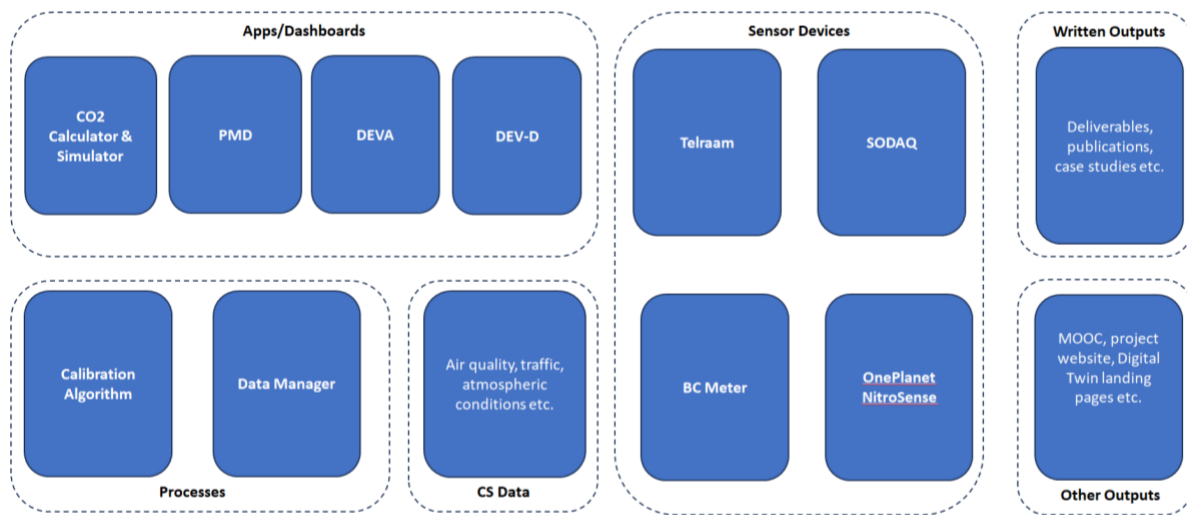 Apps/Dashboards
CO2
Calculator &
Simulator
PMD
DEVA
DEV-D
Sensor Devices
Telraam
SODAQ
BC Meter
OnePlanet
NitroSense
Written Outputs
Deliverables,
publications,
case studies etc.
Calibration
Algorithm
Data Manager
Processes
Air quality, traffic,
atmospheric
conditions etc.
CS Data
MOOC, project
website, Digital
Twin landing
pages etc.
Other Outputs